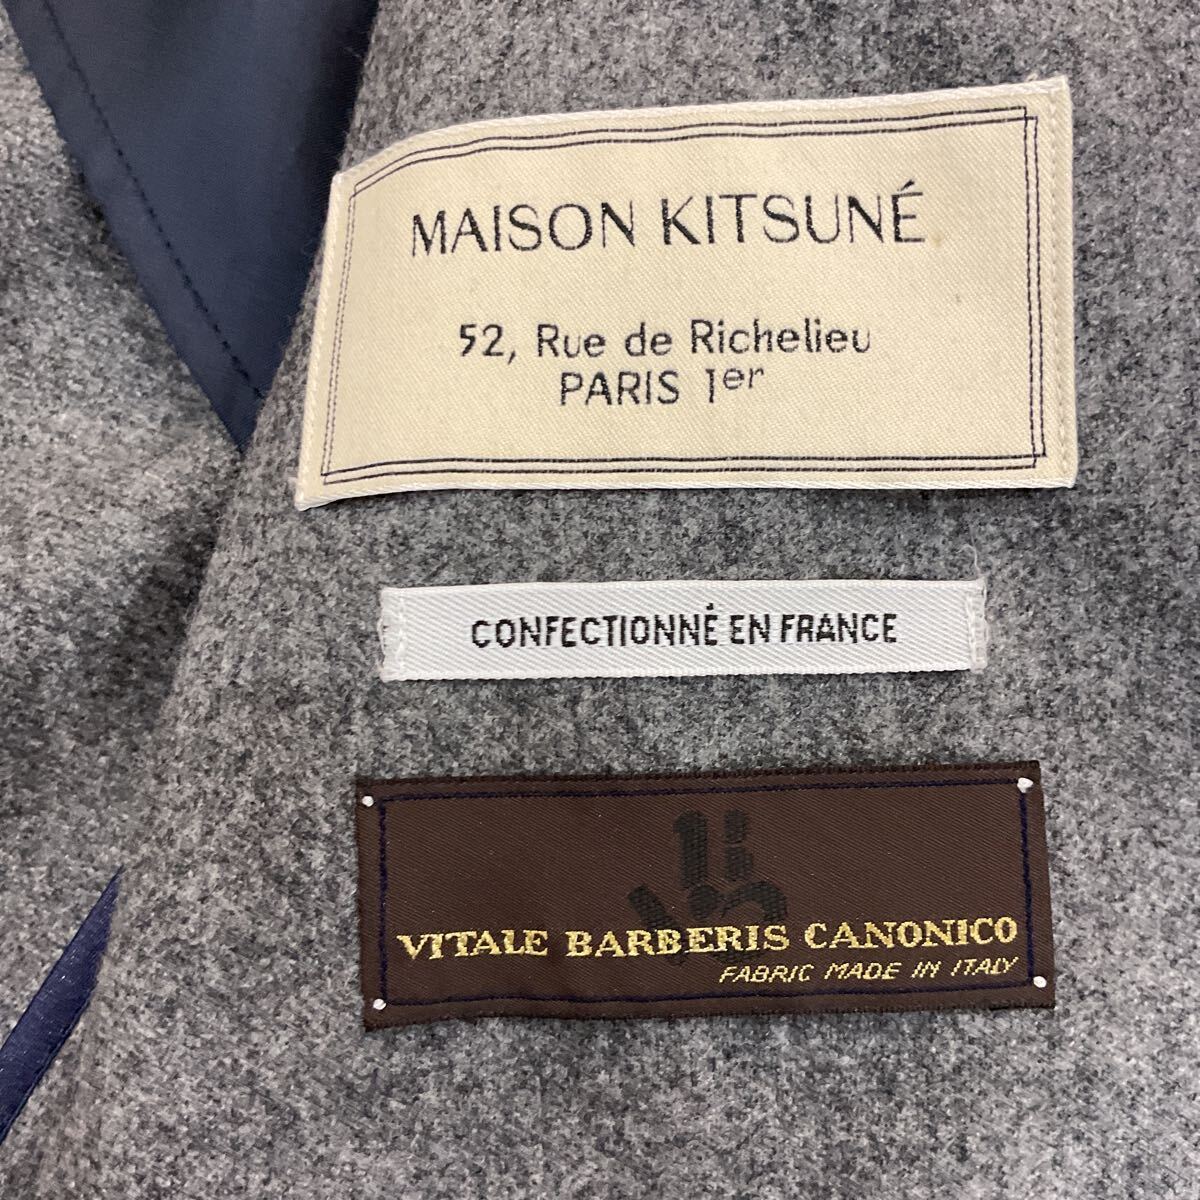 MAISON KITSUNÉ
52, Rue de Richelieu
PARIS 1er
CONFECTIONNÉ EN FRANCE
VITALE BARBERIS CANONICO
FABRIC MADE IN ITALY